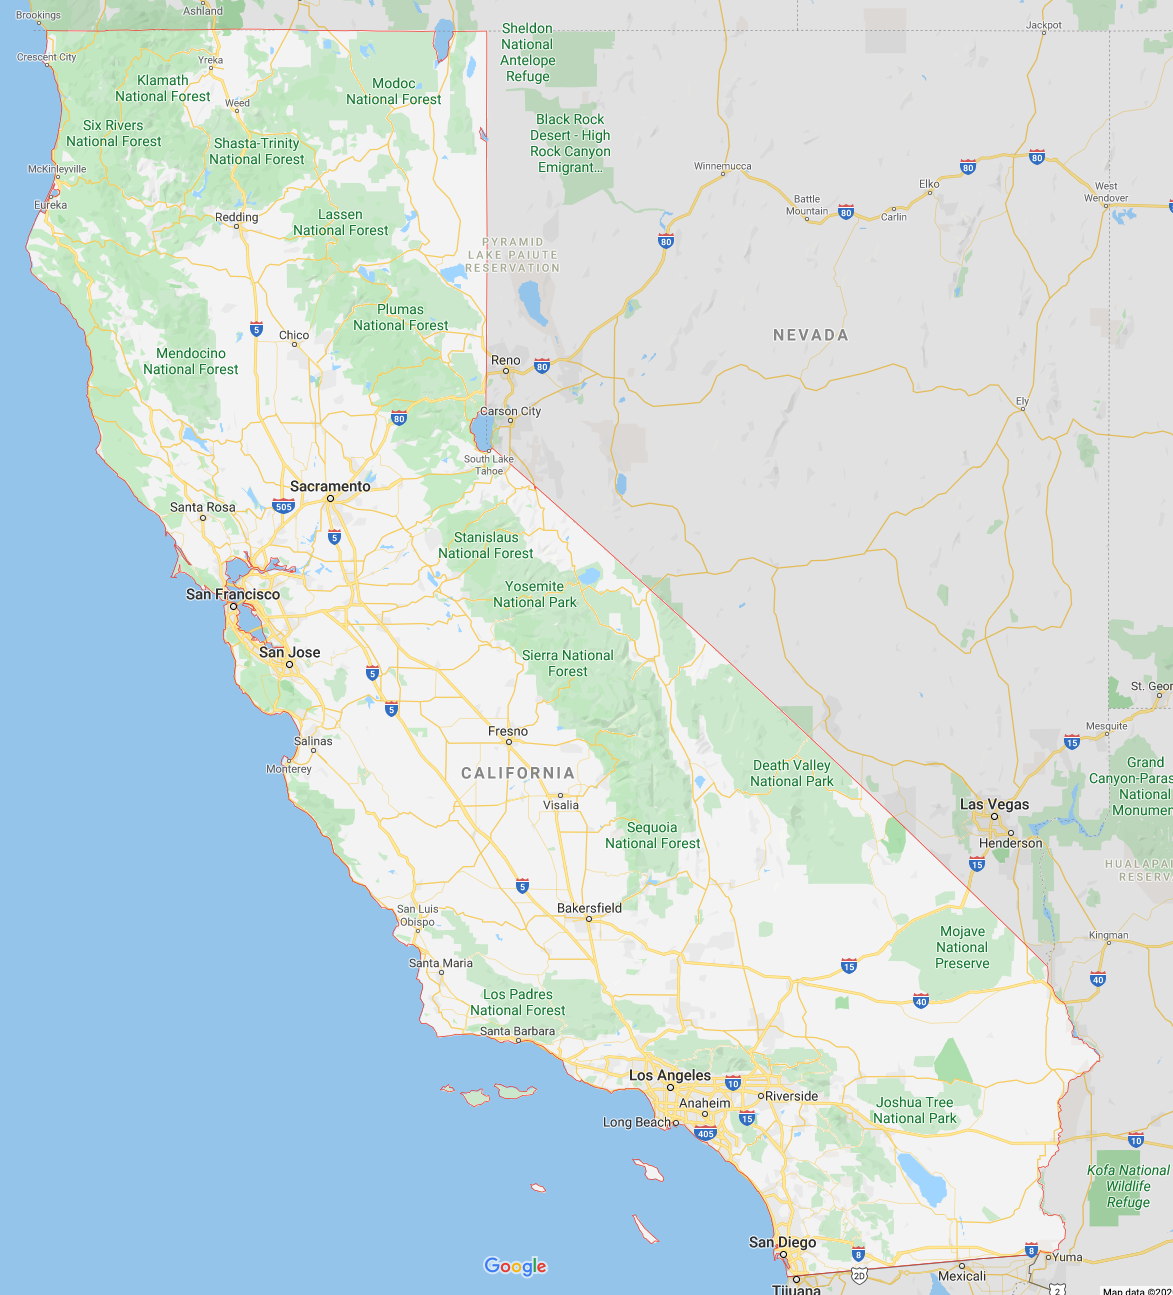 Brookings
Ashland
Crescent City
Yreka
Klamath
National Forest
Modoc
National Forest
Weed
Six Rivers
National Forest
Shasta-Trinity
National Forest
McKinleyville
Eureka
Redding
Lassen
National Forest
Sheldon
National
Antelope
Refuge
Jackpot
Black Rock
Desert - High
Rock Canyon
Emigrant...
Winnemucca
80
80
Elko
Battle
Mountain
80
Carlin
West
Wendover
80
PYRAMID
LAKE PAIUTE
RESERVATION
Plumas
National Forest
5
Chico
Mendocino
National Forest
NEVADA
Reno
80
Carson City
80
Ely
South Lake
Tahoe
Sacramento
505
Santa Rosa
5
Stanislaus
National Forest
Yosemite
National Park
San Francisco
San Jose
Sierra National
Forest
5
5
St. Geor
Mesquite
15
Fresno
Salinas
Monterey
CALIFORNIA
Death Valley
National Park
Grand
Canyon-Paras
National
Monumen
Visalia
Las Vegas
Henderson
15
Sequoia
National Forest
HUALAPA
RESERV
5
Bakersfield
San Luis
Obispo
Kingman
Mojave
National
Preserve
Santa Maria
15
40
40
Los Padres
National Forest
Santa Barbara
Los Angeles
10
Riverside
Anaheim
15
Long Beach
405
Joshua Tree
National Park
10
Kofa National
Wildlife
Refuge
San Diego
8
8
Yuma
Google
2D
Mexicali
Tijuana
2
Map data ©202